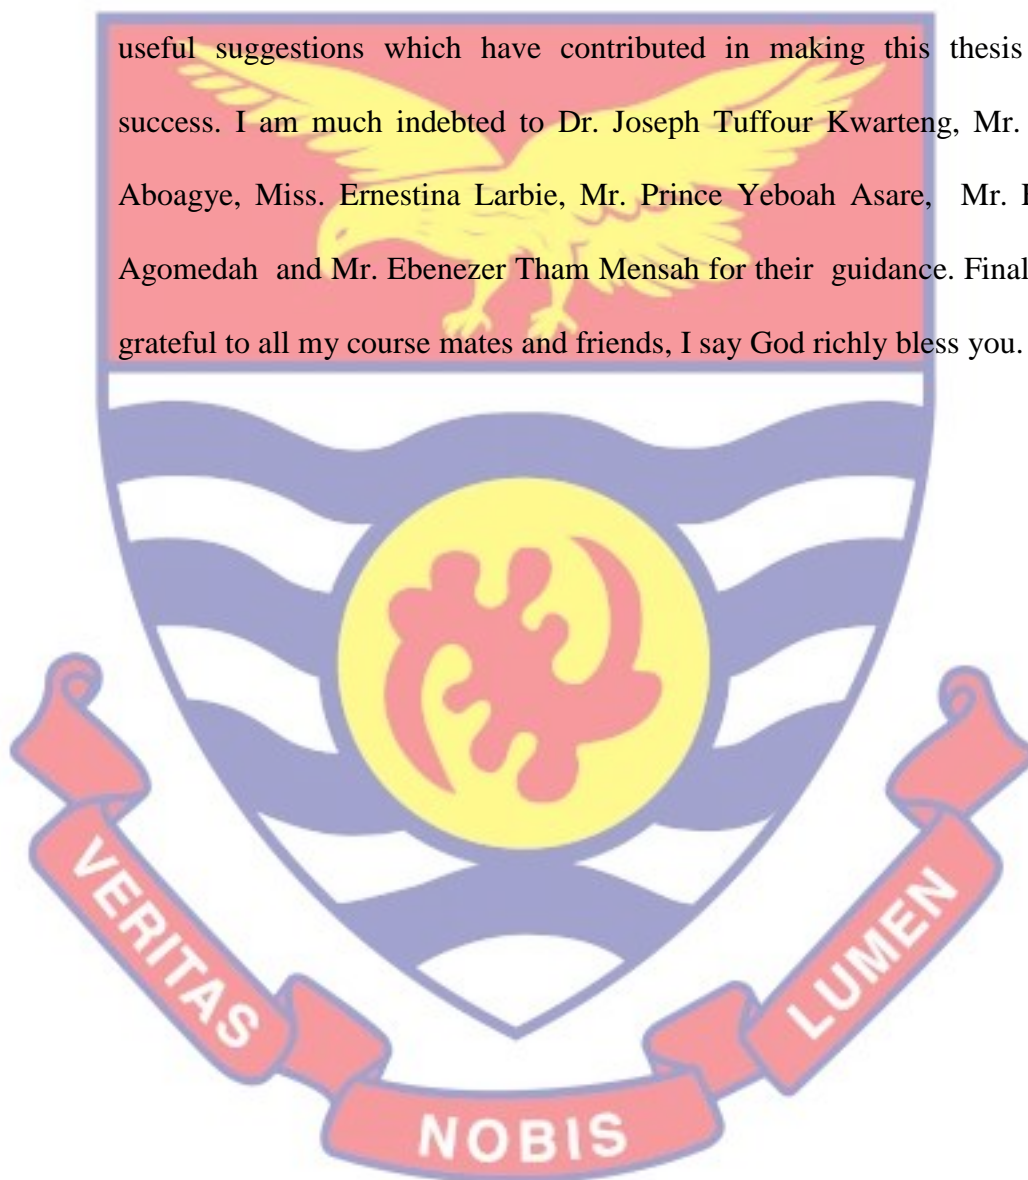 useful suggestions which have contributed in making this thesis
success. I am much indebted to Dr. Joseph Tuffour Kwarteng, Mr.
Aboagye, Miss. Ernestina Larbie, Mr. Prince Yeboah Asare, Mr.
Agomedah and Mr. Ebenezer Tham Mensah for their guidance. Final
grateful to all my course mates and friends, I say God richly bless you.
VERITAS
NOBIS
LUMEN